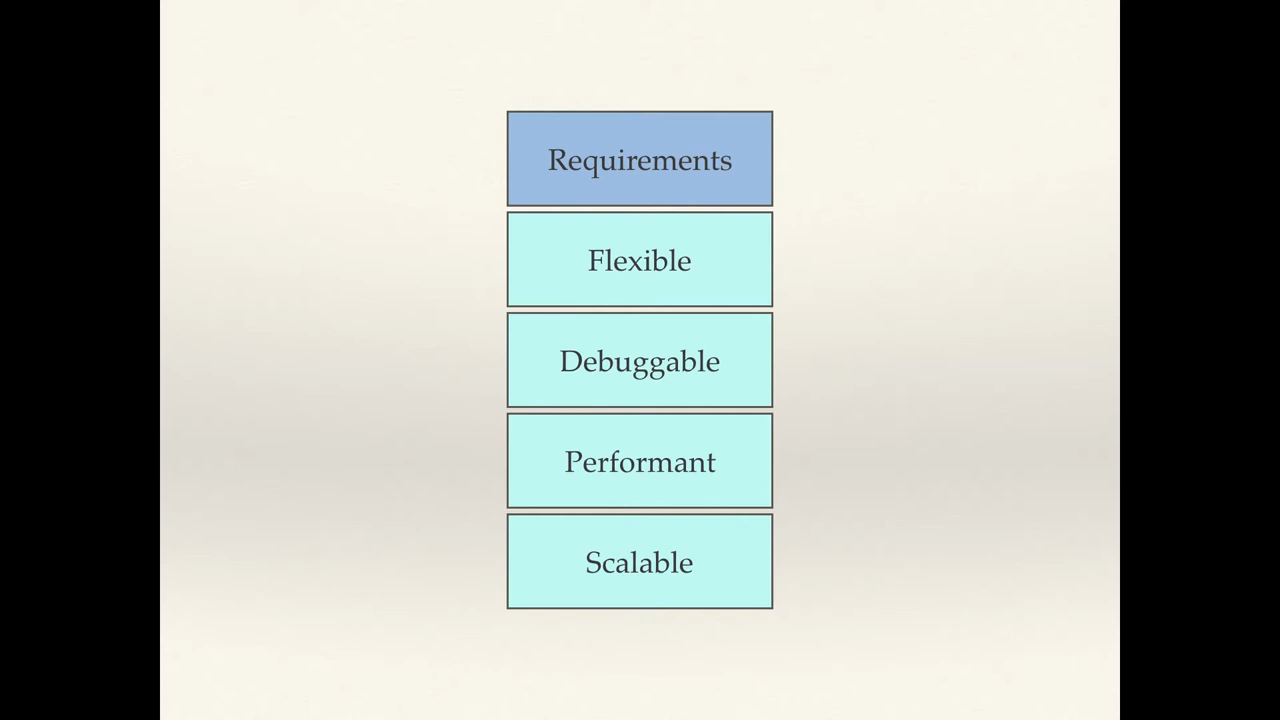 Requirements
Flexible
Debuggable
Performant
Scalable